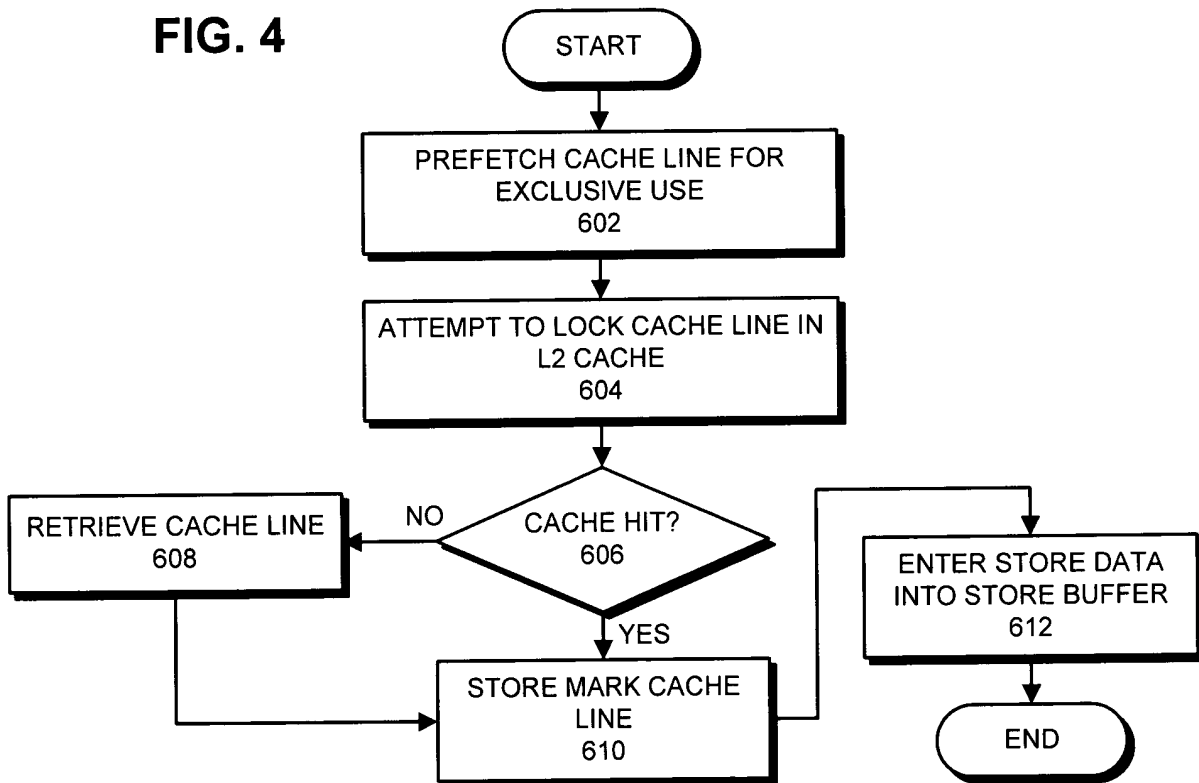 FIG. 4
START
PREFETCH CACHE LINE FOR
EXCLUSIVE USE
602
ATTEMPT TO LOCK CACHE LINE IN
L2 CACHE
604
CACHE HIT?
606
NO
RETRIEVE CACHE LINE
608
YES
STORE MARK CACHE
LINE
610
ENTER STORE DATA
INTO STORE BUFFER
612
END